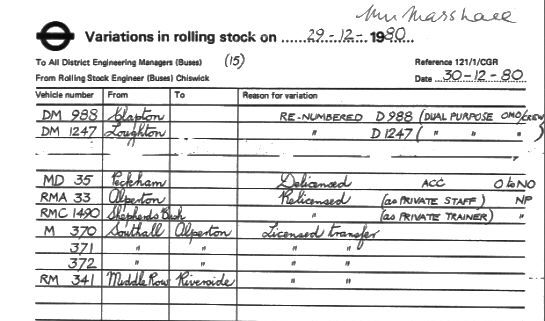 Mr Marshall
Variations in rolling stock on 29-12-1980
To All District Engineering Managers (Buses) (15) Reference 121/1/CGR
From Rolling Stock Engineer (Buses) Chiswick Date 30-12-80
Vehicle number From To Reason for variation
DM 988 Clapton RE-NUMBERED D988 (DUAL PURPOSE OMO/CREW
DM 1247 Loughton " D1247 ( " " " )
MD 35 Peckham Delicensed ACC O to NO
RMA 33 Alperton Relicensed (as PRIVATE STAFF) NP
RMC 1490 Shepherds Bush " (as PRIVATE TRAINER) "
M 370 Southall Alperton Licensed transfer
371 " " " "
372 " " " "
RM 341 Middle Row Riverside " "